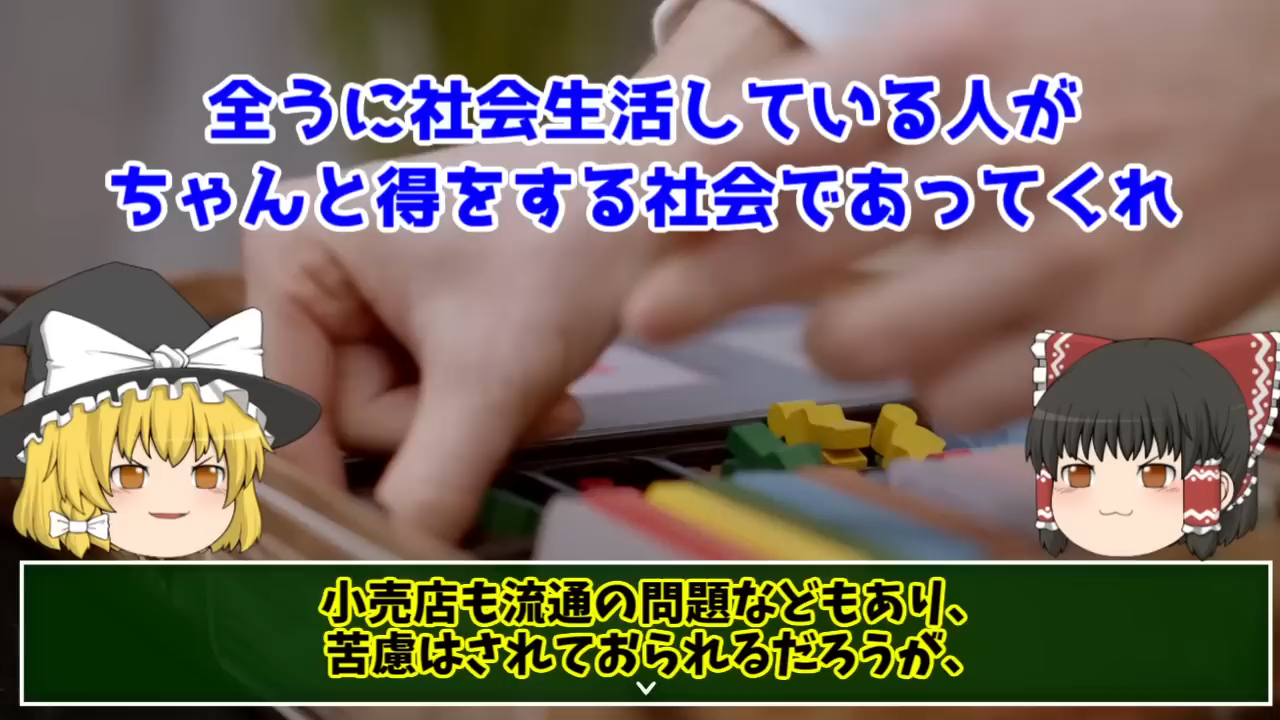 全うに社会生活している人が
ちゃんと得をする社会であってくれ
小売店も流通の問題などもあり、
苦慮はされておられるだろうが、